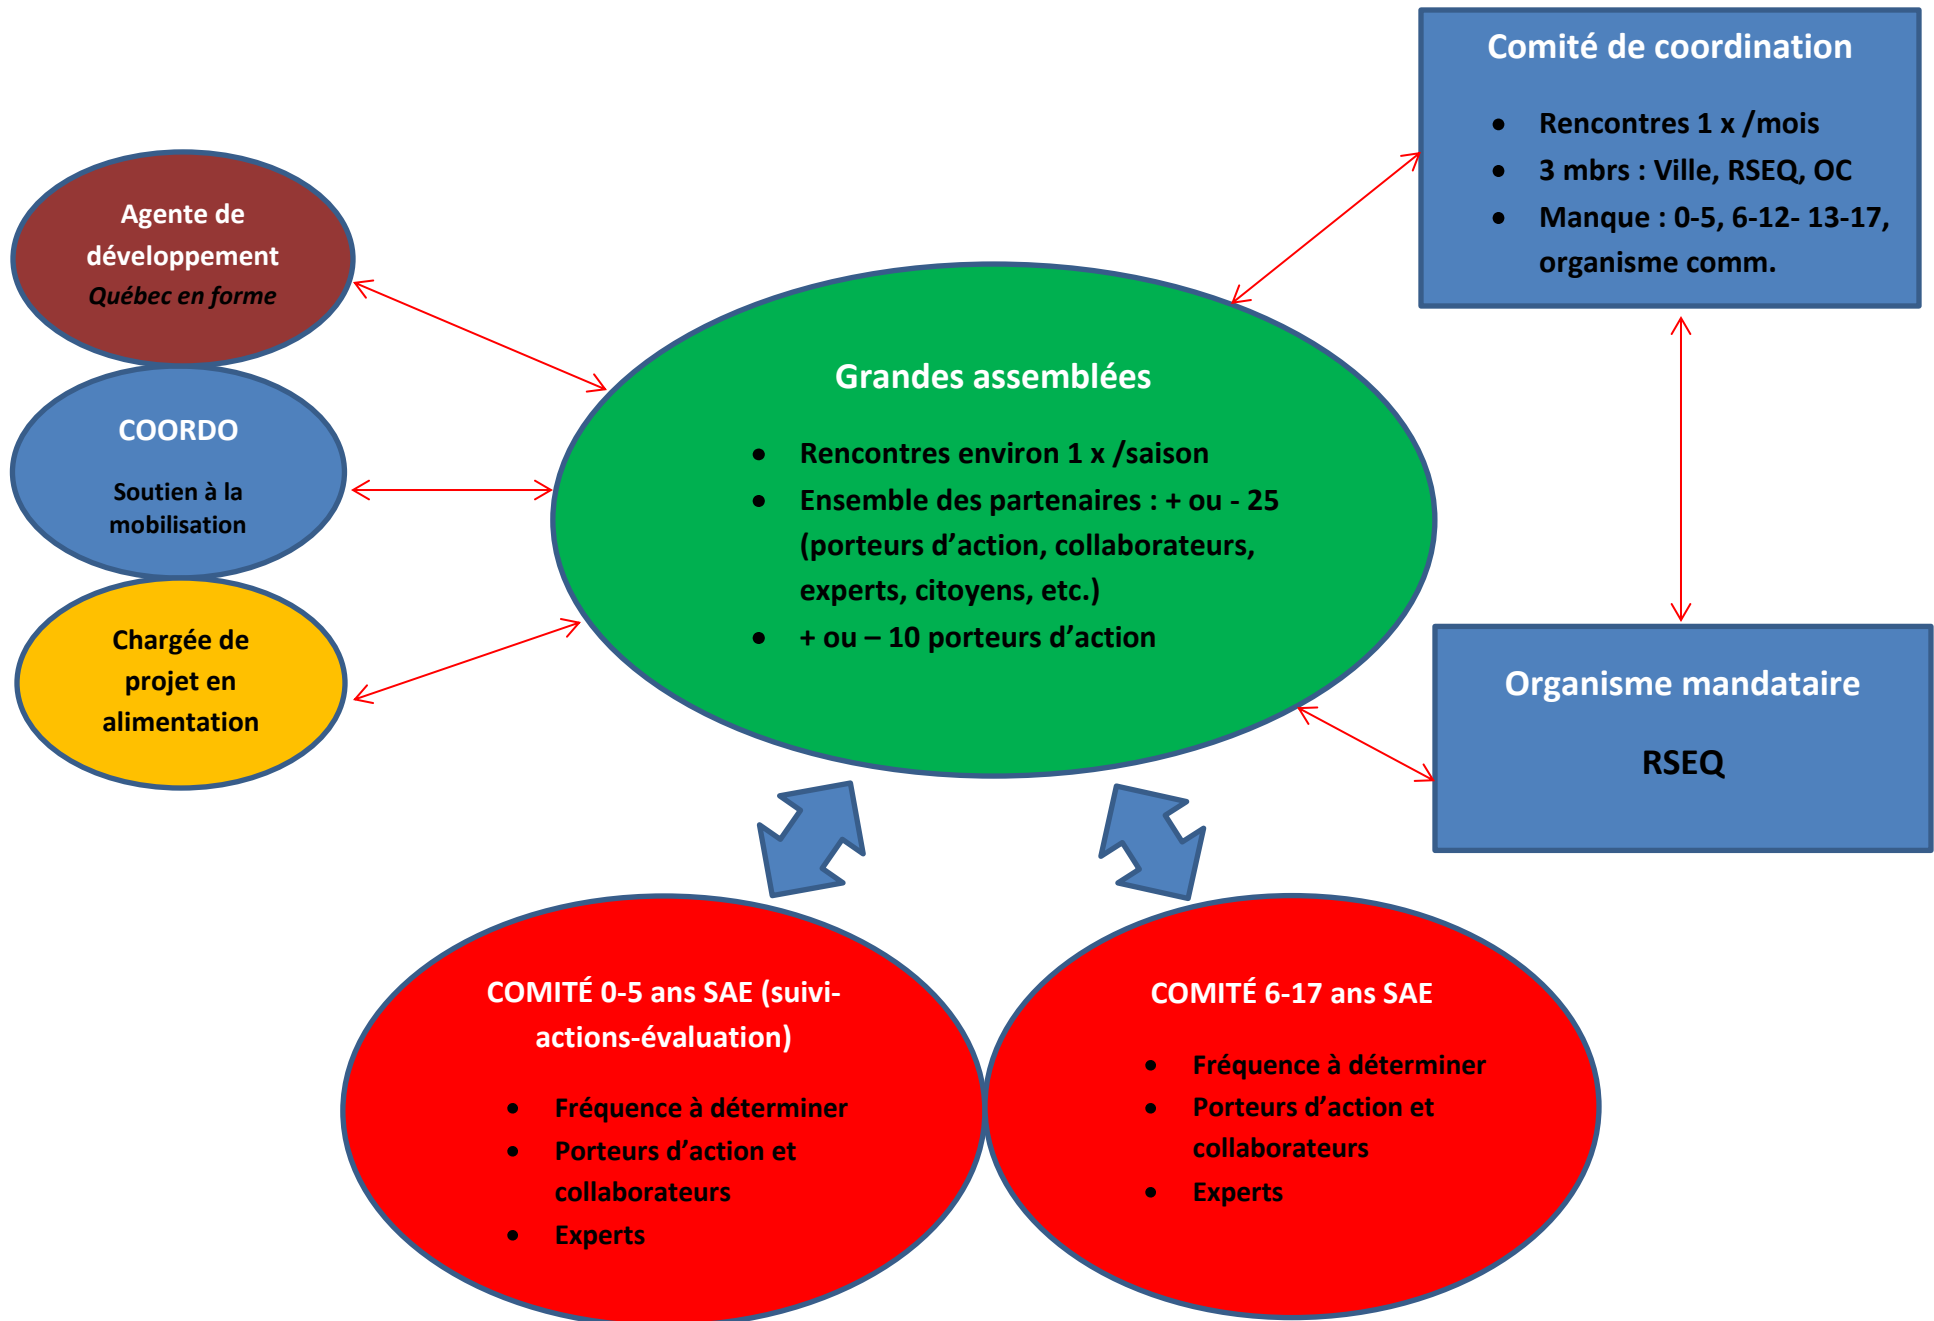 Comité de coordination
• Rencontres 1 x /mois
• 3 mbrs : Ville, RSEQ, OC
• Manque : 0-5, 6-12- 13-17,
organisme comm.
Agente de
développement
Québec en forme
COORDO
Soutien à la
mobilisation
Chargée de
projet en
alimentation
Grandes assemblées
• Rencontres environ 1 x /saison
• Ensemble des partenaires : + ou - 25
(porteurs d’action, collaborateurs,
experts, citoyens, etc.)
• + ou – 10 porteurs d’action
Organisme mandataire
RSEQ
COMITÉ 0-5 ans SAE (suivi-
actions-évaluation)
• Fréquence à déterminer
• Porteurs d’action et
collaborateurs
• Experts
COMITÉ 6-17 ans SAE
• Fréquence à déterminer
• Porteurs d’action et
collaborateurs
• Experts